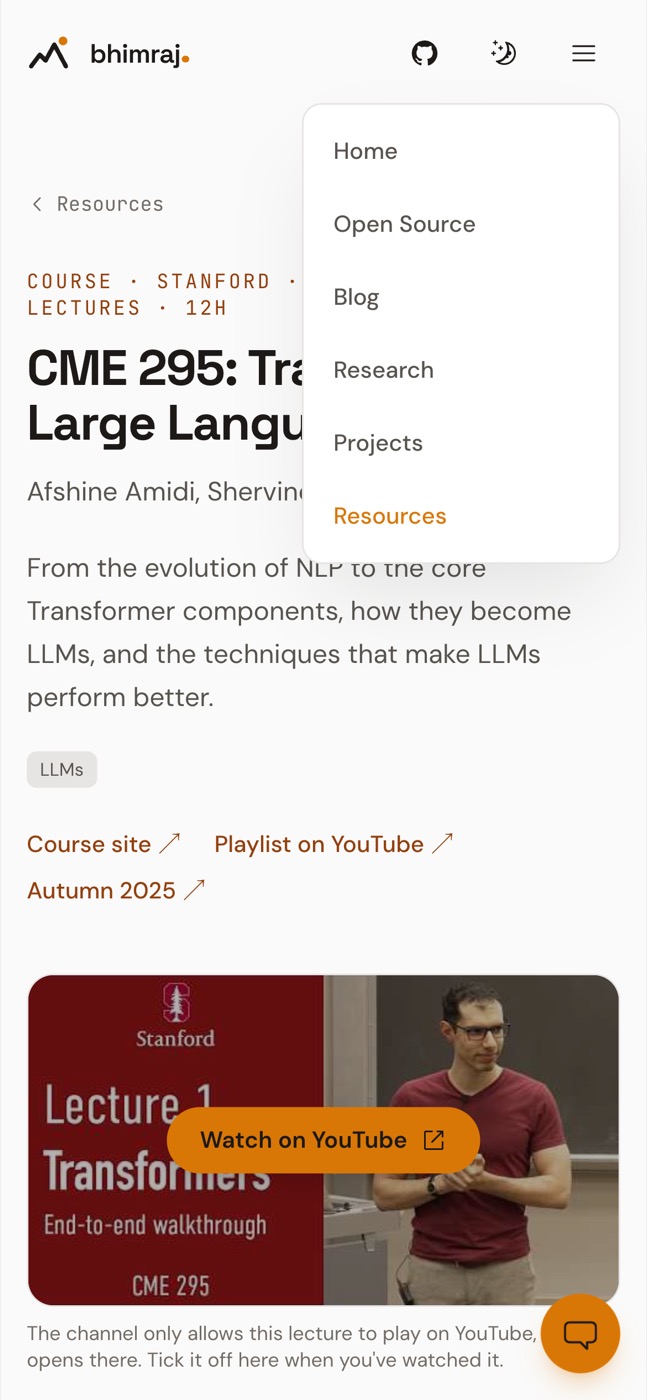 bhimraj.
Home
Open Source
Blog
Research
Projects
Resources
Resources
COURSE · STANFORD ·
LECTURES · 12H
CME 295:
Large
Afshine Amidi,
From the evolution of NLP to the core
Transformer components, how they become
LLMs, and the techniques that make LLMs
perform better.
LLMs
Course site
Playlist on YouTube
Autumn 2025
Stanford
Lecture 1
Transformers
End-to-end walkthrough
CME 295
Watch on YouTube
The channel only allows this lecture to play on YouTube,
opens there. Tick it off here when you've watched it.